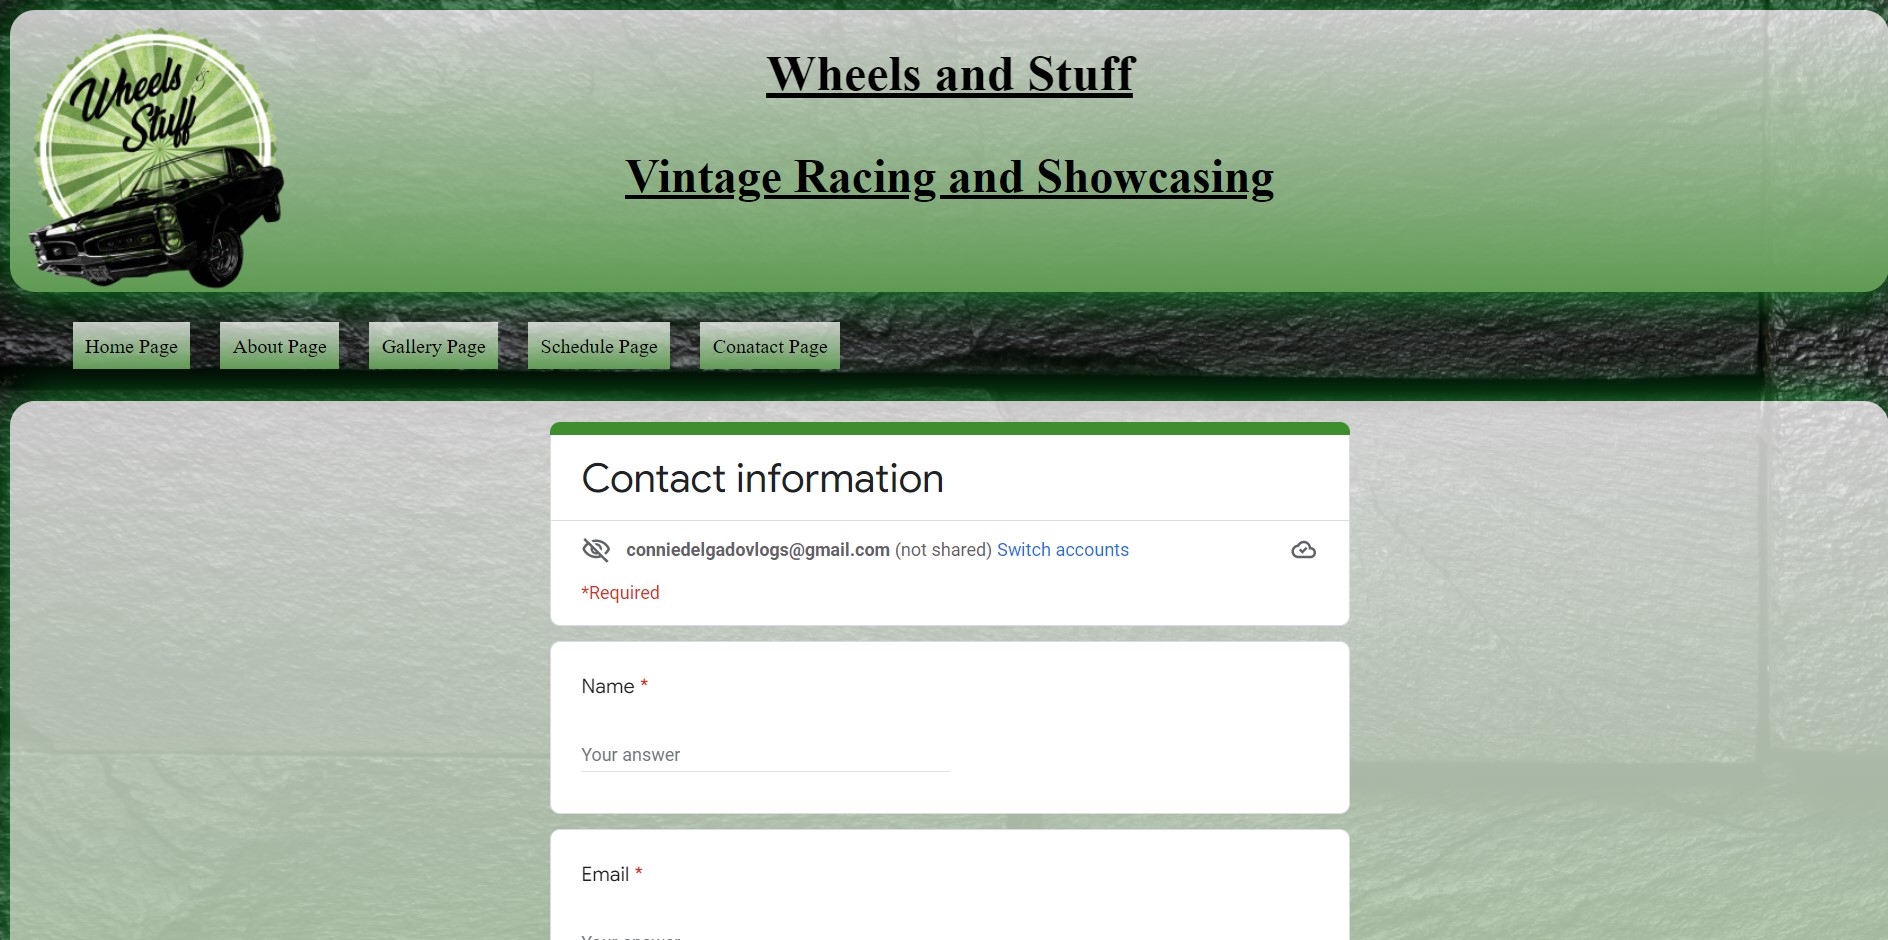 Wheels &
Stuff
Wheels and Stuff
Vintage Racing and Showcasing
Home Page
About Page
Gallery Page
Schedule Page
Conatact Page
Contact information
conniedelgadovlogs@gmail.com (not shared) Switch accounts
*Required
Name *
Your answer
Email *